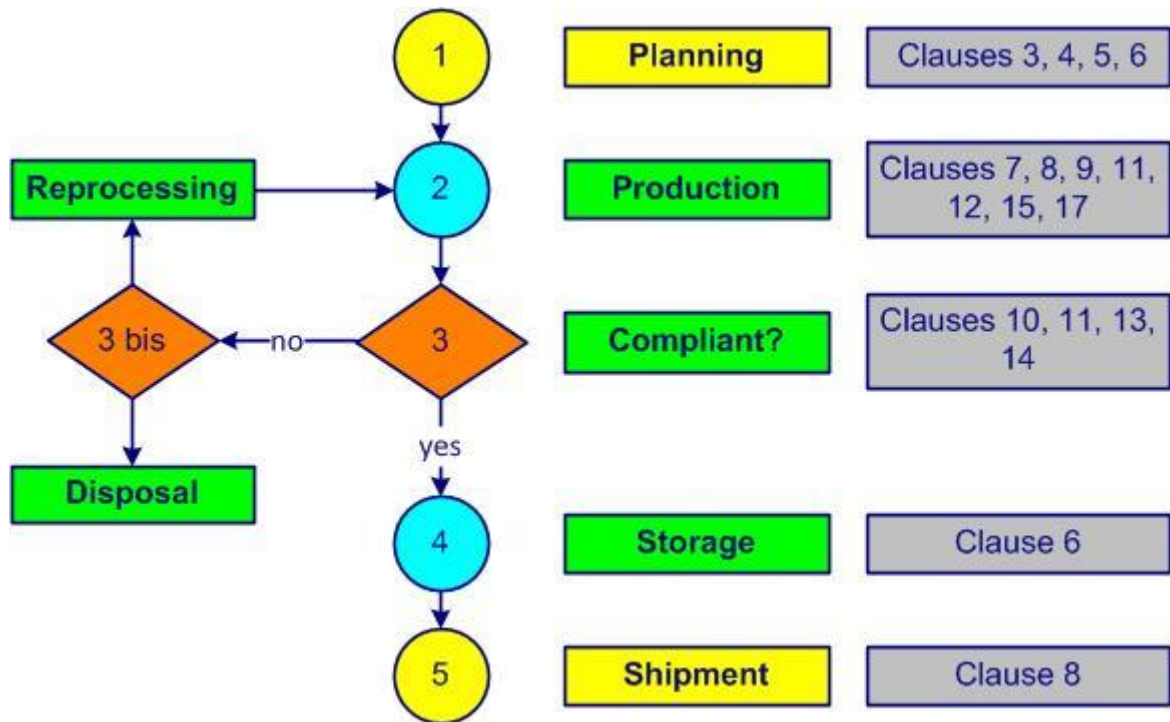 1
Planning
Clauses 3, 4, 5, 6
Reprocessing
2
Production
Clauses 7, 8, 9, 11,
12, 15, 17
3 bis
no
3
Compliant?
Clauses 10, 11, 13,
14
yes
Disposal
4
Storage
Clause 6
5
Shipment
Clause 8